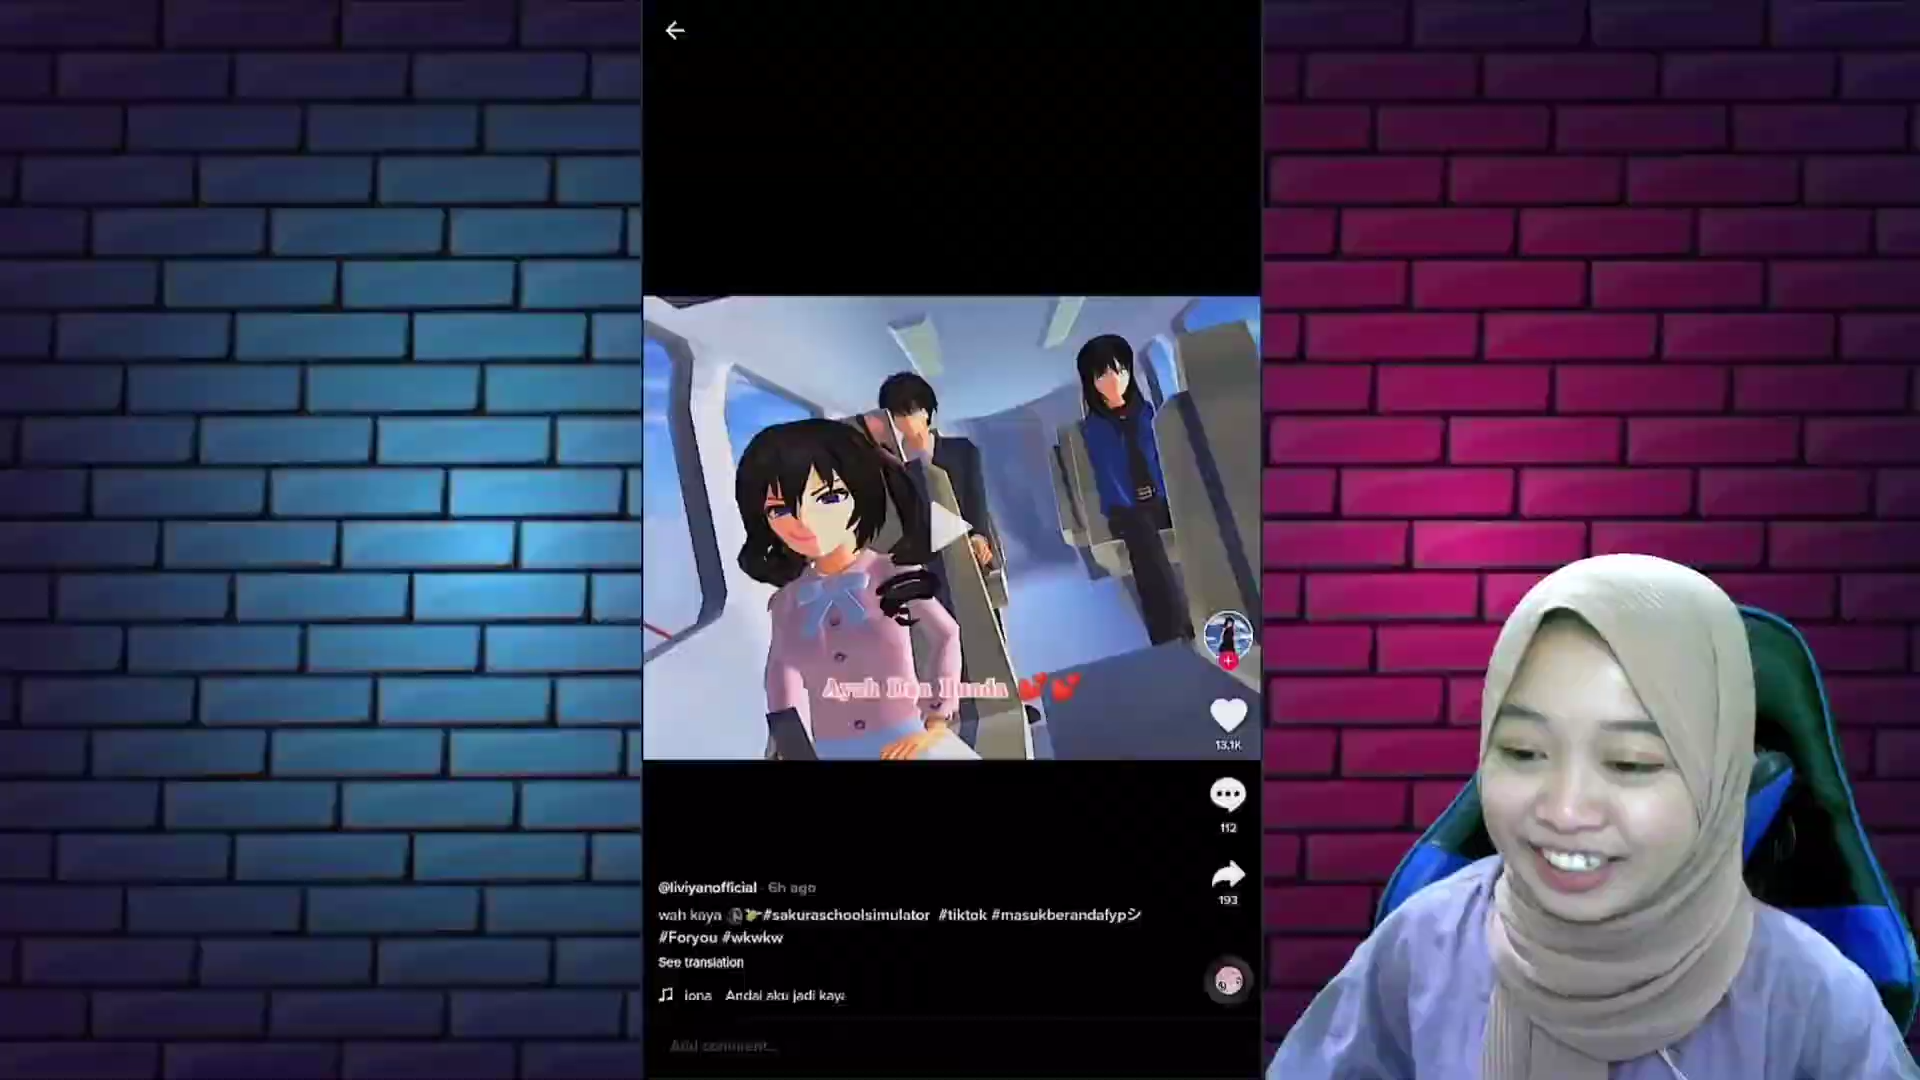 Ayah Dan Bunda
13.1K
112
193
@liviyanofficial · 6h ago
wah kaya #sakuraschoolsimulator #tiktok #masukberandafypシ
#Foryou #wkwkw
See translation
iona Andai aku jadi kaya
Add comment...